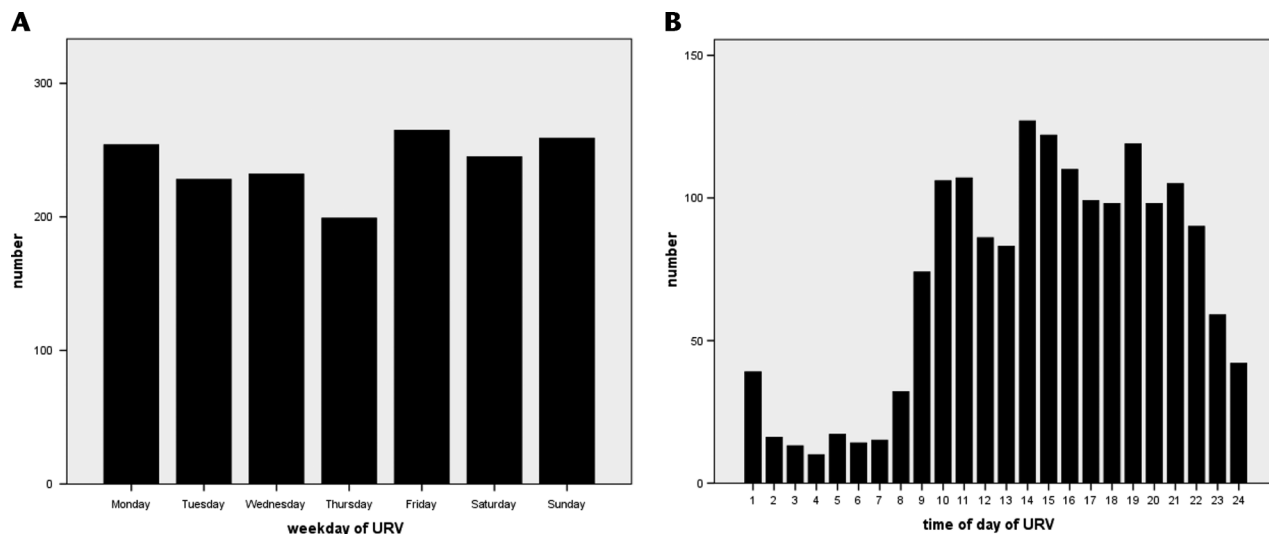 A
300
200
100
0
number
Monday Tuesday Wednesday Thursday Friday Saturday Sunday
weekday of URV
B
150
100
50
0
number
1 2 3 4 5 6 7 8 9 10 11 12 13 14 15 16 17 18 19 20 21 22 23 24
time of day of URV